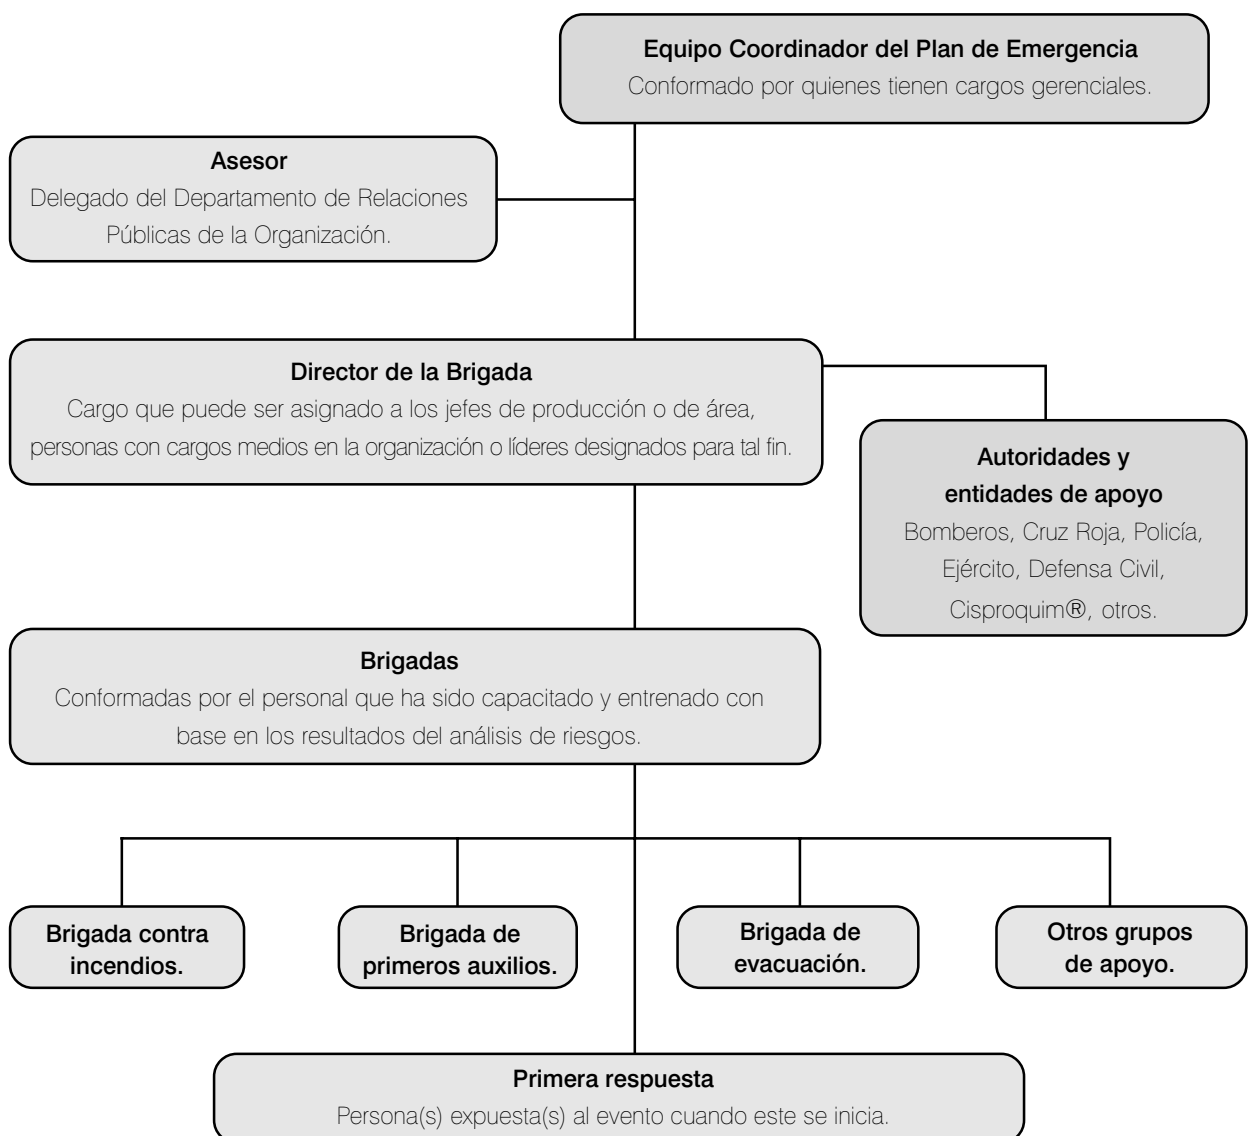 Equipo Coordinador del Plan de Emergencia
Conformado por quienes tienen cargos gerenciales.
Asesor
Delegado del Departamento de Relaciones
Públicas de la Organización.
Director de la Brigada
Cargo que puede ser asignado a los jefes de producción o de área,
personas con cargos medios en la organización o líderes designados para tal fin.
Autoridades y
entidades de apoyo
Bomberos, Cruz Roja, Policía,
Ejército, Defensa Civil,
Cisproquim®, otros.
Brigadas
Conformadas por el personal que ha sido capacitado y entrenado con
base en los resultados del análisis de riesgos.
Brigada contra
incendios.
Brigada de
primeros auxilios.
Brigada de
evacuación.
Otros grupos
de apoyo.
Primera respuesta
Persona(s) expuesta(s) al evento cuando este se inicia.